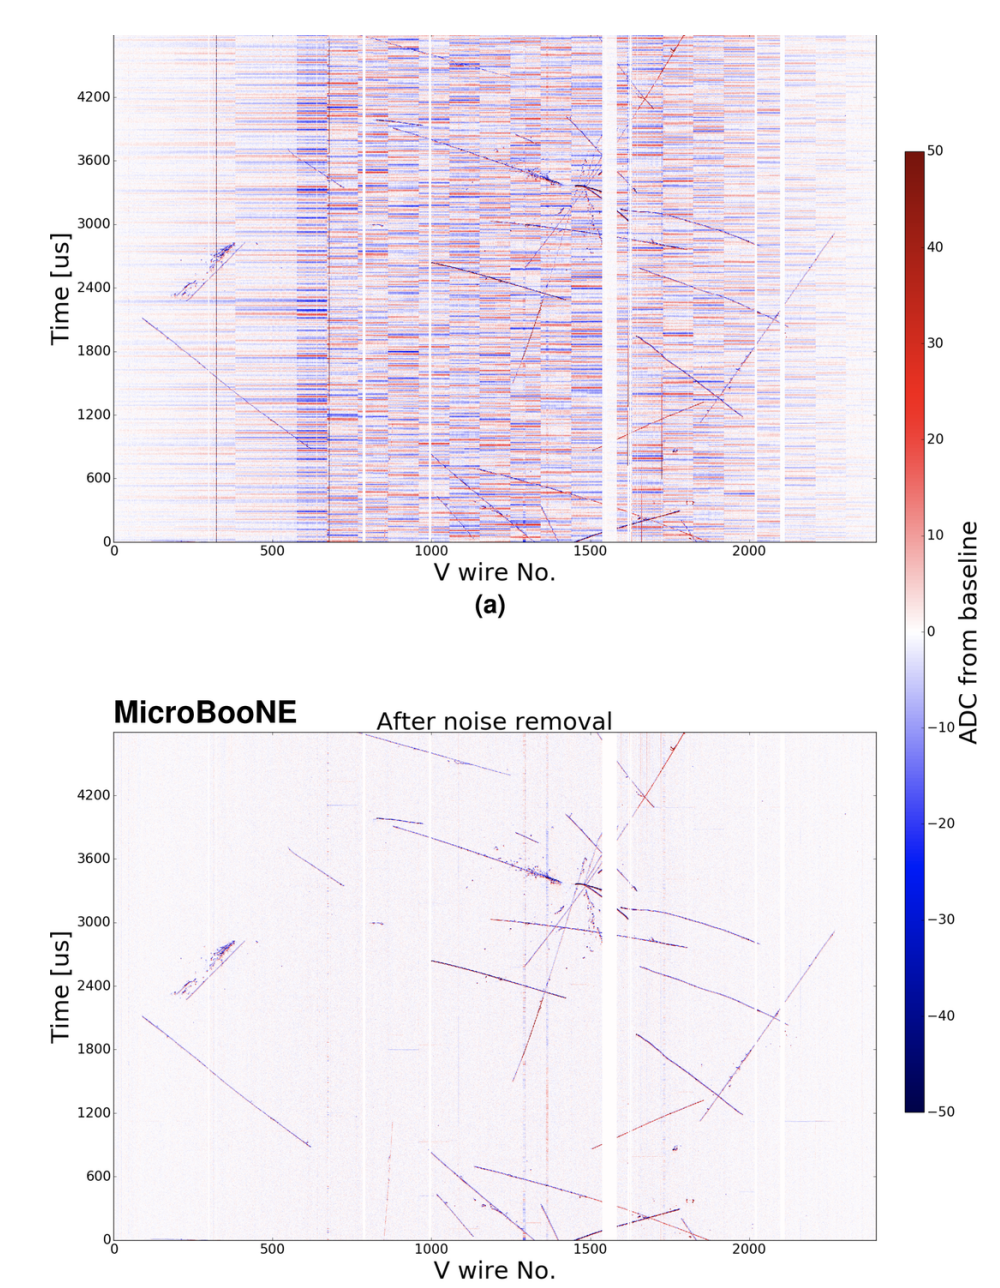 4200
3600
3000
2400
1800
1200
600
0
Time [us]
0 500 1000 1500 2000
V wire No.
(a)
MicroBooNE
After noise removal
4200
3600
3000
2400
1800
1200
600
0
Time [us]
0 500 1000 1500 2000
V wire No.
50
40
30
20
10
0
−10
−20
−30
−40
−50
ADC from baseline